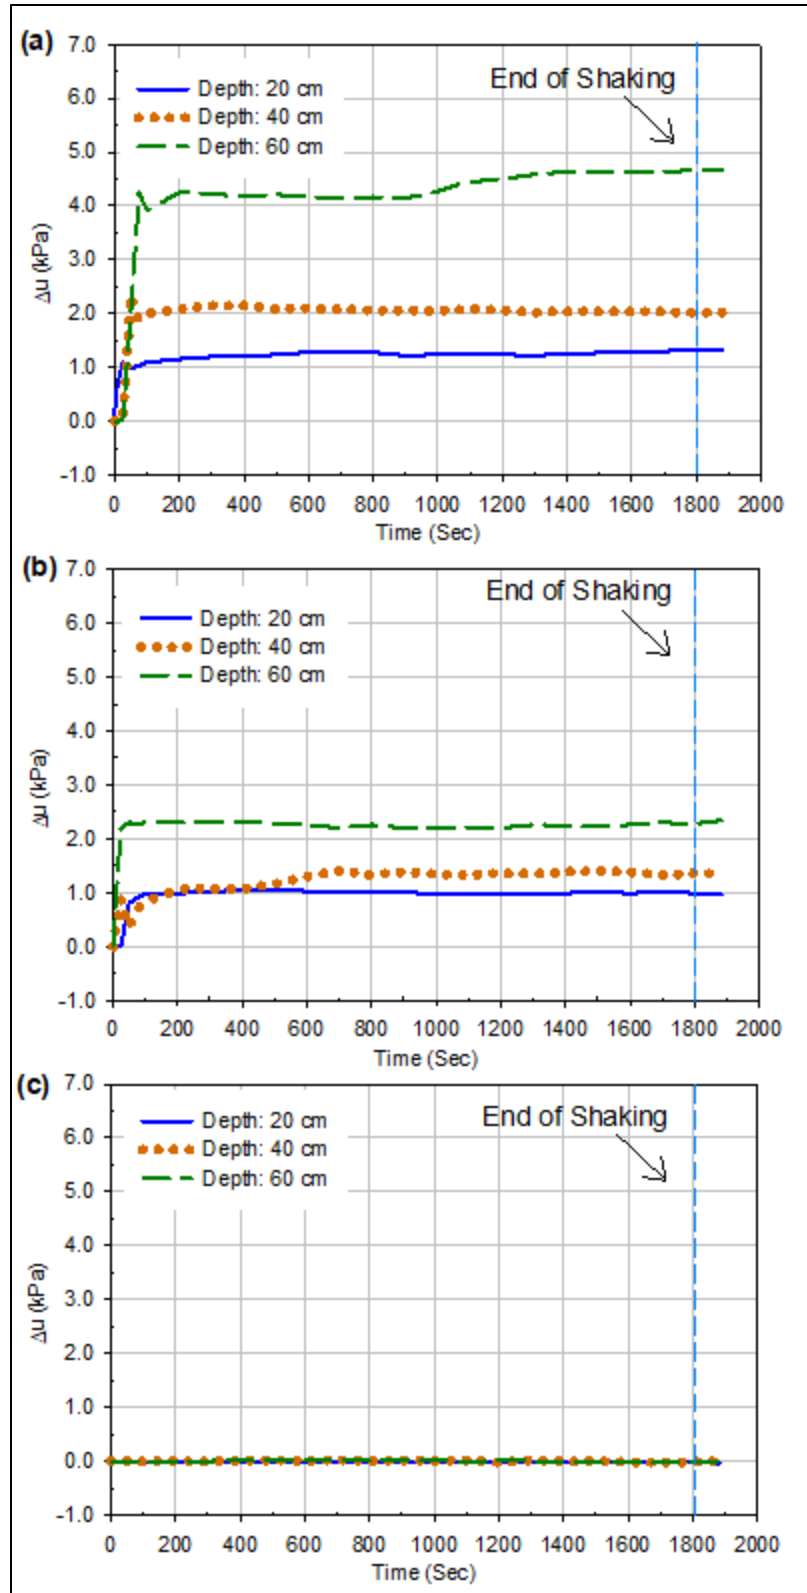 (a)
7.0
6.0
5.0
4.0
3.0
2.0
1.0
0.0
-1.0
Δu (kPa)
Depth: 20 cm
Depth: 40 cm
Depth: 60 cm
End of Shaking
0 200 400 600 800 1000 1200 1400 1600 1800 2000
Time (Sec)
(b)
7.0
6.0
5.0
4.0
3.0
2.0
1.0
0.0
-1.0
Δu (kPa)
Depth: 20 cm
Depth: 40 cm
Depth: 60 cm
End of Shaking
0 200 400 600 800 1000 1200 1400 1600 1800 2000
Time (Sec)
(c)
7.0
6.0
5.0
4.0
3.0
2.0
1.0
0.0
-1.0
Δu (kPa)
Depth: 20 cm
Depth: 40 cm
Depth: 60 cm
End of Shaking
0 200 400 600 800 1000 1200 1400 1600 1800 2000
Time (Sec)